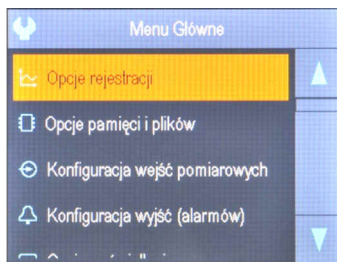 Menu Główne
Opcje rejestracji
Opcje pamięci i plików
Konfiguracja wejść pomiarowych
Konfiguracja wyjść (alarmów)